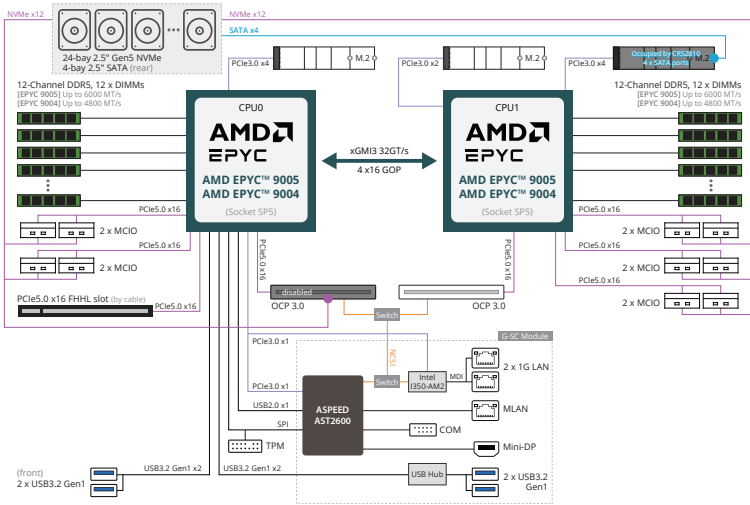 NVMe x12
NVMe x12
SATA x4
24-bay 2.5" Gen5 NVMe
4-bay 2.5" SATA (rear)
PCIe3.0 x4
M.2
PCIe3.0 x2
M.2
PCIe3.0 x4
Occupied by CRS2810
4 x SATA ports
M.2
12-Channel DDR5, 12 x DIMMs
[EPYC 9005] Up to 6000 MT/s
[EPYC 9004] Up to 4800 MT/s
12-Channel DDR5, 12 x DIMMs
[EPYC 9005] Up to 6000 MT/s
[EPYC 9004] Up to 4800 MT/s
CPU0
AMD
EPYC
AMD EPYC™ 9005
AMD EPYC™ 9004
(Socket SP5)
xGMI3 32GT/s
4 x16 GOP
CPU1
AMD
EPYC
AMD EPYC™ 9005
AMD EPYC™ 9004
(Socket SP5)
PCIe5.0 x16
2 x MCIO
PCIe5.0 x16
2 x MCIO
PCIe5.0 x16 FHHL slot (by cable)
PCIe5.0 x16
PCIe5.0 x16
2 x MCIO
PCIe5.0 x16
2 x MCIO
PCIe5.0 x16
2 x MCIO
PCIe5.0 x16
PCIe5.0 x16
disabled
OCP 3.0
OCP 3.0
Switch
G-SC Module
PCIe3.0 x1
NCSI
PCIe3.0 x1
Switch
Intel
I350-AM2
MDI
2 x 1G LAN
USB2.0 x1
ASPEED
AST2600
MLAN
SPI
TPM
COM
Mini-DP
(front)
2 x USB3.2 Gen1
USB3.2 Gen1 x2
USB3.2 Gen1 x2
USB Hub
2 x USB3.2
Gen1